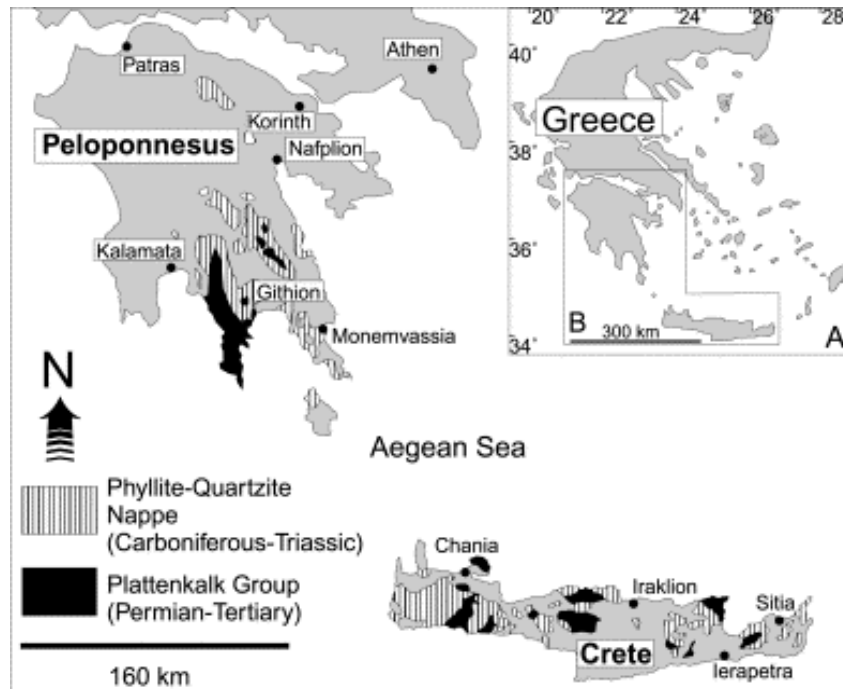 20
22
24
26
28
40
38°
36°
34°
Athen
Patras
Korinth
Peloponnesus
Nafplion
Greece
Kalamata
Githion
Monemvassia
B
300 km
A
N
Aegean Sea
Phyllite-Quartzite
Nappe
(Carboniferous-Triassic)
Plattenkalk Group
(Permian-Tertiary)
160 km
Chania
Iraklion
Sitia
Crete
Ierapetra